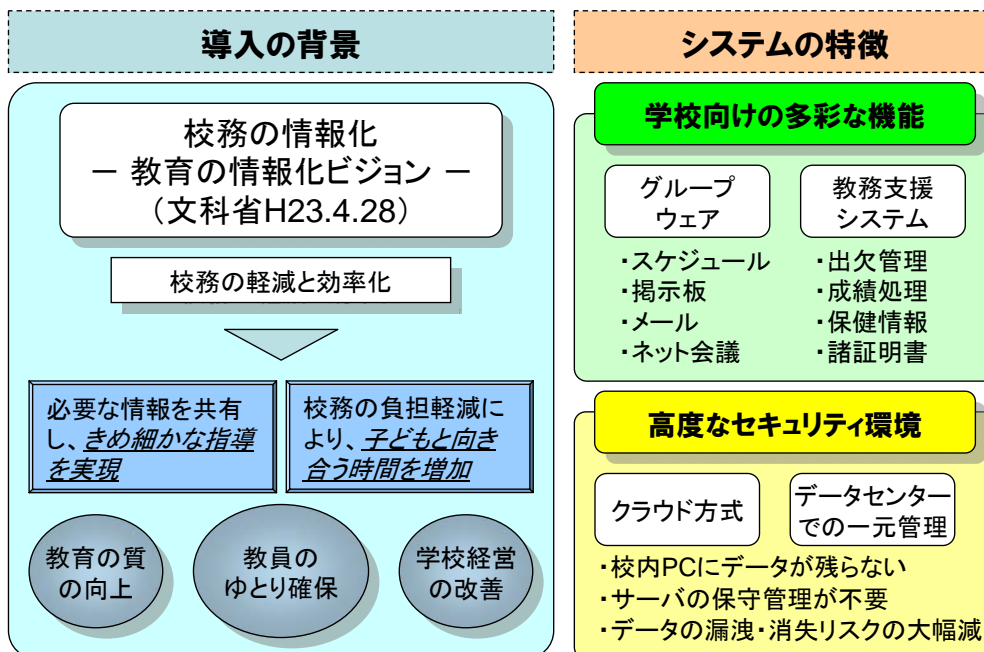 導入の背景
校務の情報化
－ 教育の情報化ビジョン －
（文科省H23.4.28）
校務の軽減と効率化
必要な情報を共有
し、きめ細かな指導
を実現
校務の負担軽減に
より、子どもと向き
合う時間を増加
教育の質
の向上
教員の
ゆとり確保
学校経営
の改善
システムの特徴
学校向けの多彩な機能
グループ
ウェア
・スケジュール
・掲示板
・メール
・ネット会議
教務支援
システム
・出欠管理
・成績処理
・保健情報
・諸証明書
高度なセキュリティ環境
クラウド方式
データセンター
での一元管理
・校内PCにデータが残らない
・サーバの保守管理が不要
・データの漏洩・消失リスクの大幅減